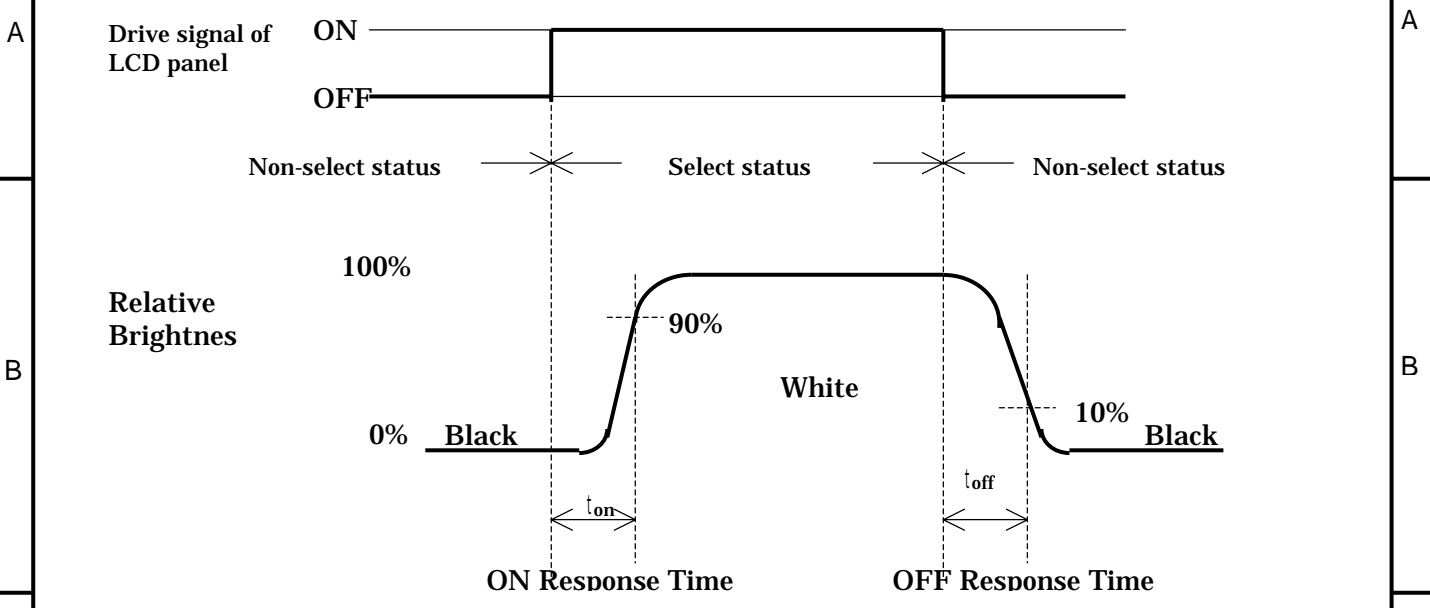 A
A
Drive signal of
LCD panel
ON
OFF
Non-select status
Select status
Non-select status
100%
Relative
Brightnes
90%
B
B
White
0%
Black
10%
Black
ton
toff
ON Response Time
OFF Response Time